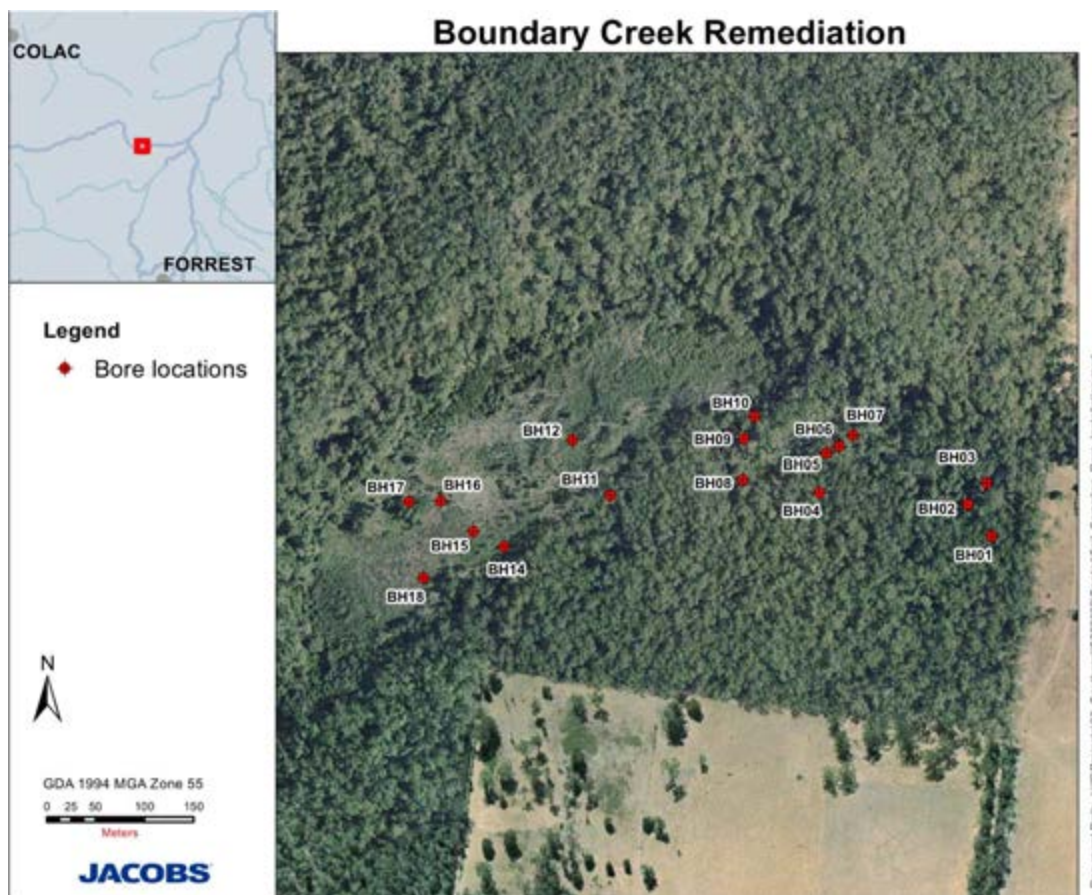 Boundary Creek Remediation
COLAC
FORREST
Legend
Bore locations
BH10
BH07
BH12
BH09
BH06
BH05
BH03
BH17
BH16
BH11
BH08
BH04
BH02
BH15
BH14
BH01
BH18
N
GDA 1994 MGA Zone 55
0 25 50 100 150
Meters
JACOBS